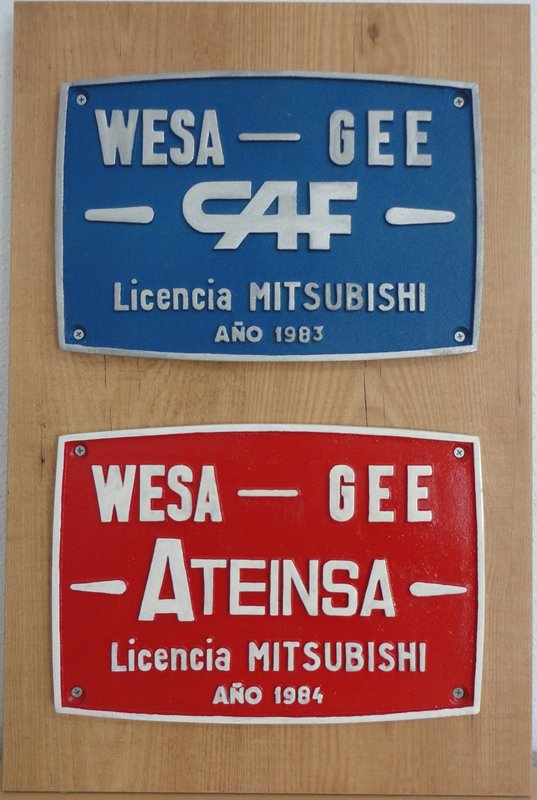 WESA — GEE
CAF
Licencia MITSUBISHI
AÑO 1983
WESA — GEE
ATEINSA
Licencia MITSUBISHI
AÑO 1984